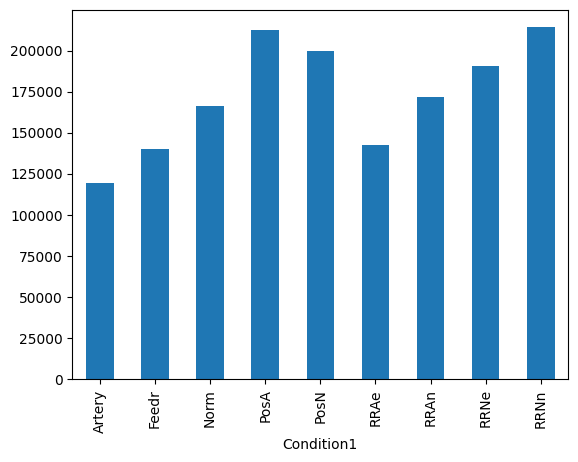 200000
175000
150000
125000
100000
75000
50000
25000
0
Artery
Feedr
Norm
PosA
PosN
RRAe
RRAn
RRNe
RRNn
Condition1